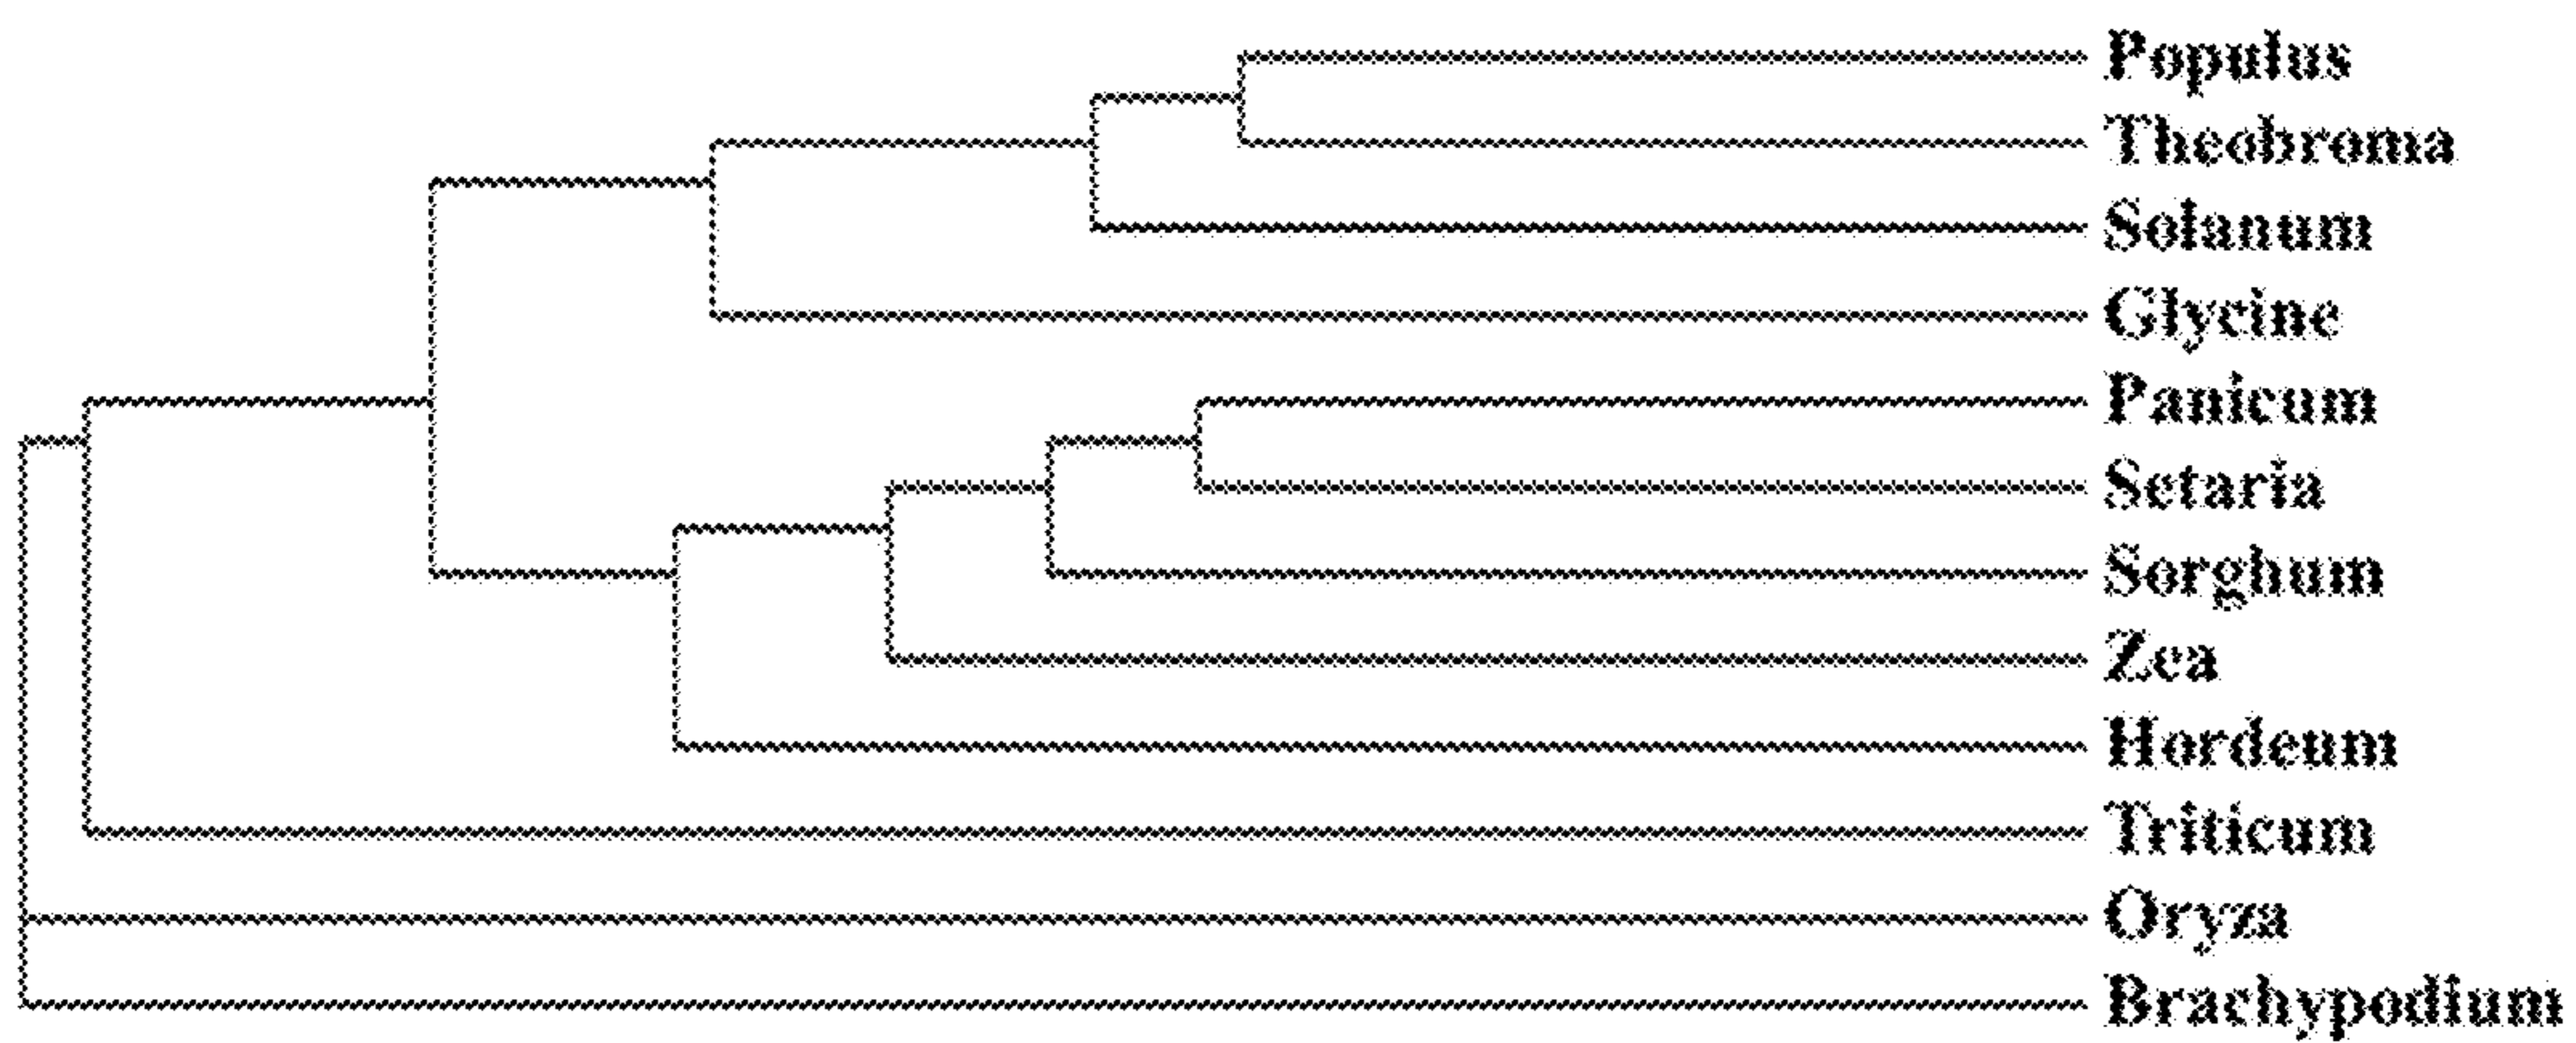 Populus
Theobroma
Solanum
Glycine
Panicum
Setaria
Sorghum
Zea
Hordeum
Triticum
Oryza
Brachypodium